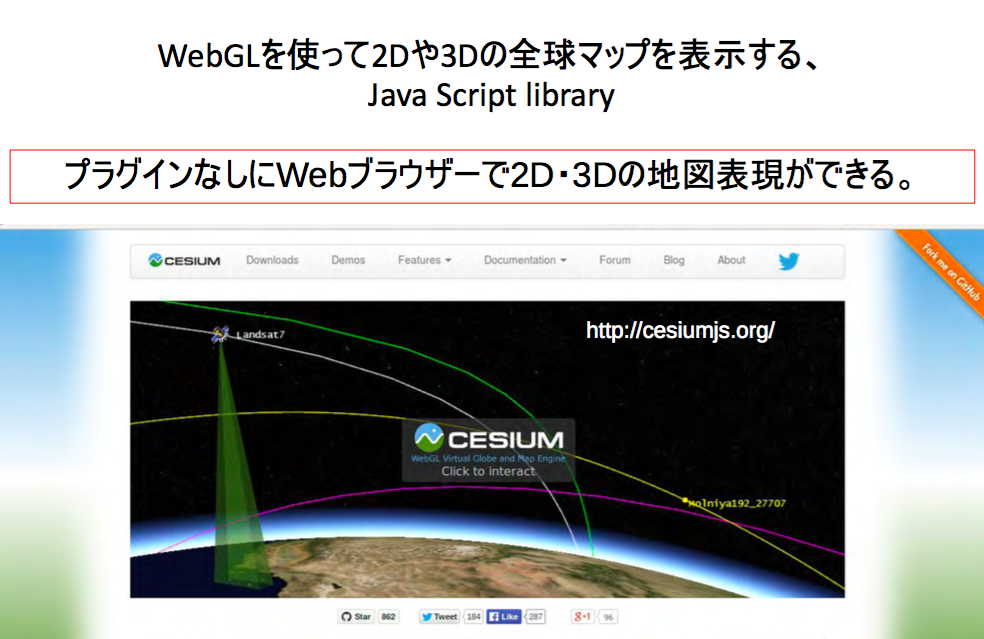 WebGLを使って2Dや3Dの全球マップを表示する、
Java Script library
プラグインなしにWebブラウザーで2D・3Dの地図表現ができる。
CESIUM Downloads Demos Features Documentation Forum Blog About
Fork me on GitHub
http://cesiumjs.org/
Landsat7
CESIUM
WebGL Virtual Globe and Map Engine
Click to interact
Molniya192_27707
Star 862 Tweet 184 Like 287 g+1 96